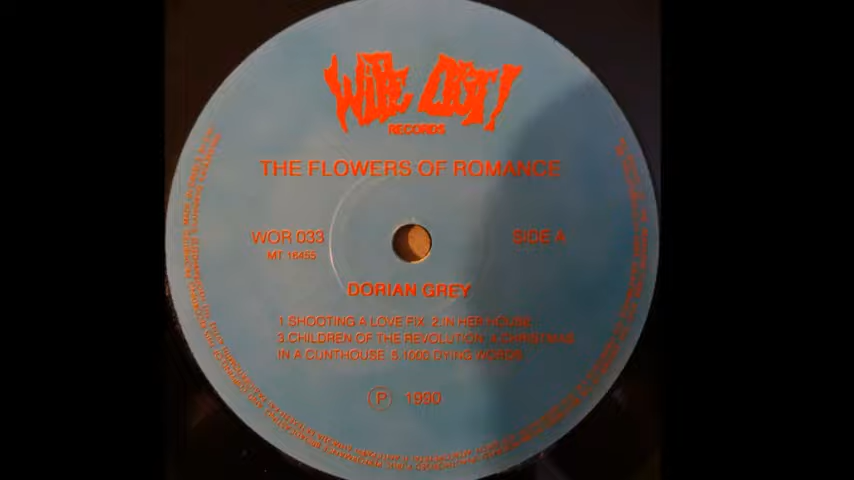 WIPE OUT!
RECORDS
THE FLOWERS OF ROMANCE
WOR 033
SIDE A
MT 16455
DORIAN GREY
1.SHOOTING A LOVE FIX 2.IN HER HOUSE
3.CHILDREN OF THE REVOLUTION 4.CHRISTMAS
IN A CUNTHOUSE 5.1000 DYING WORDS
P 1990